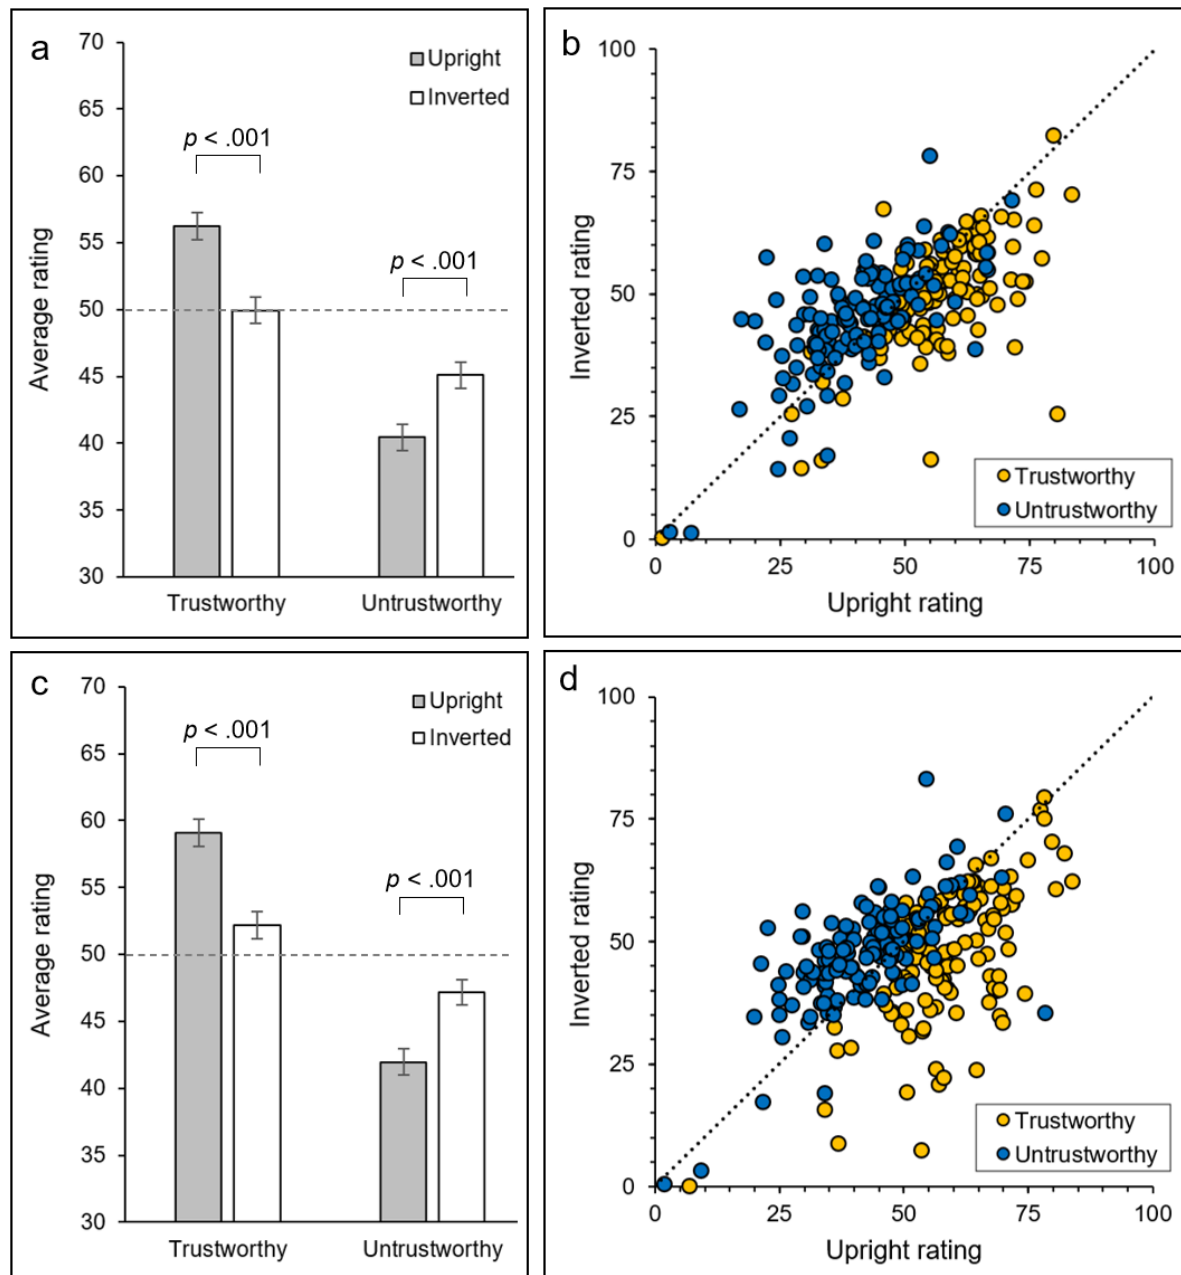 a
Upright
Inverted
70
65
60
55
50
45
40
35
30
Average rating
p < .001
p < .001
Trustworthy
Untrustworthy
b
100
75
50
25
0
Inverted rating
Trustworthy
Untrustworthy
0 25 50 75 100
Upright rating
c
Upright
Inverted
70
65
60
55
50
45
40
35
30
Average rating
p < .001
p < .001
Trustworthy
Untrustworthy
d
100
75
50
25
0
Inverted rating
Trustworthy
Untrustworthy
0 25 50 75 100
Upright rating